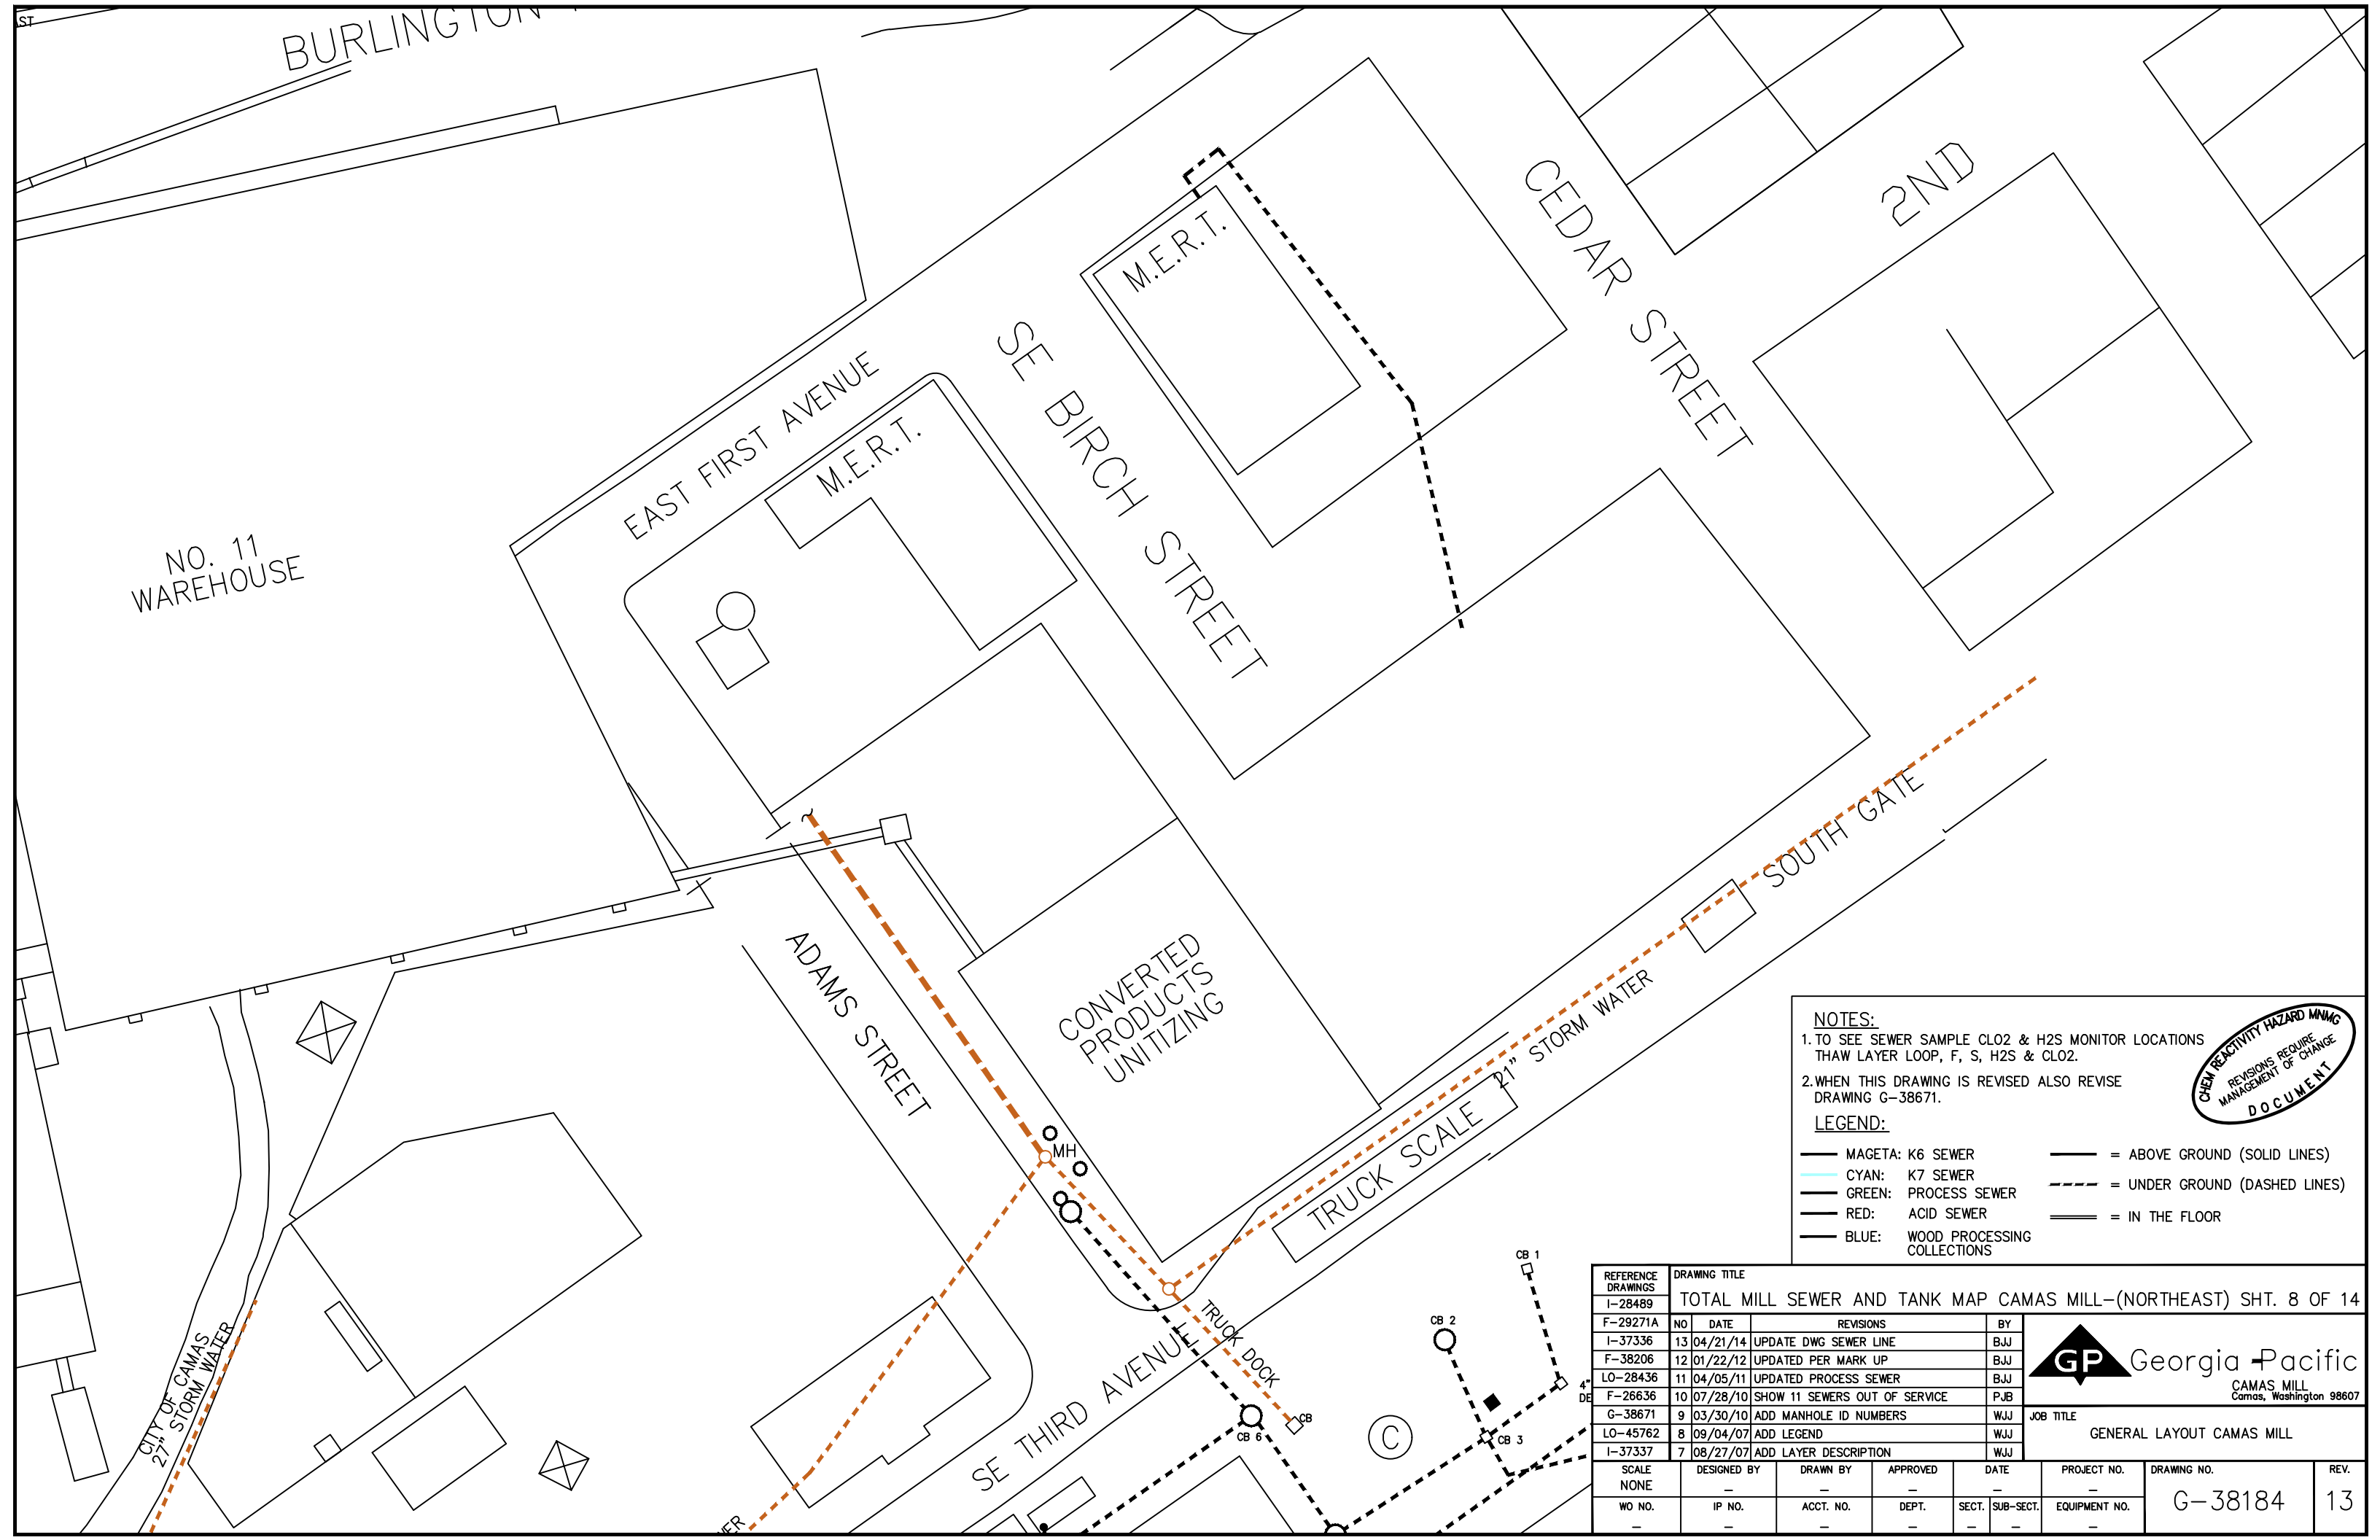 BURLINGTON
CEDAR STREET
2ND
M.E.R.T.
SE BIRCH STREET
EAST FIRST AVENUE
M.E.R.T.
NO. 11
WAREHOUSE
SOUTH GATE
ADAMS STREET
CONVERTED
PRODUCTS
UNITIZING
21" STORM WATER
TRUCK SCALE
MH
TRUCK DOCK
SE THIRD AVENUE
CITY OF CAMAS
27" STORM WATER
CB 1
CB 2
CB 3
CB 6
CB
C
4"
NOTES:
1. TO SEE SEWER SAMPLE CLO2 & H2S MONITOR LOCATIONS
THAW LAYER LOOP, F, S, H2S & CLO2.
2. WHEN THIS DRAWING IS REVISED ALSO REVISE
DRAWING G-38671.
CHEM REACTIVITY HAZARD MNMG
REVISIONS REQUIRE
MANAGEMENT OF CHANGE
DOCUMENT
LEGEND:
MAGETA: K6 SEWER
CYAN: K7 SEWER
GREEN: PROCESS SEWER
RED: ACID SEWER
BLUE: WOOD PROCESSING
COLLECTIONS
= ABOVE GROUND (SOLID LINES)
= UNDER GROUND (DASHED LINES)
= IN THE FLOOR
REFERENCE
DRAWINGS
I-28489
F-29271A
I-37336
F-38206
LO-28436
F-26636
G-38671
LO-45762
I-37337
DRAWING TITLE
TOTAL MILL SEWER AND TANK MAP CAMAS MILL-(NORTHEAST) SHT. 8 OF 14
NO DATE REVISIONS BY
13 04/21/14 UPDATE DWG SEWER LINE BJJ
12 01/22/12 UPDATED PER MARK UP BJJ
11 04/05/11 UPDATED PROCESS SEWER BJJ
10 07/28/10 SHOW 11 SEWERS OUT OF SERVICE PJB
9 03/30/10 ADD MANHOLE ID NUMBERS WJJ
8 09/04/07 ADD LEGEND WJJ
7 08/27/07 ADD LAYER DESCRIPTION WJJ
GP Georgia-Pacific
CAMAS MILL
Camas, Washington 98607
JOB TITLE
GENERAL LAYOUT CAMAS MILL
SCALE DESIGNED BY DRAWN BY APPROVED DATE PROJECT NO. DRAWING NO. REV.
NONE - - - - - G-38184 13
WO NO. IP NO. ACCT. NO. DEPT. SECT. SUB-SECT. EQUIPMENT NO.
- - - - - - -